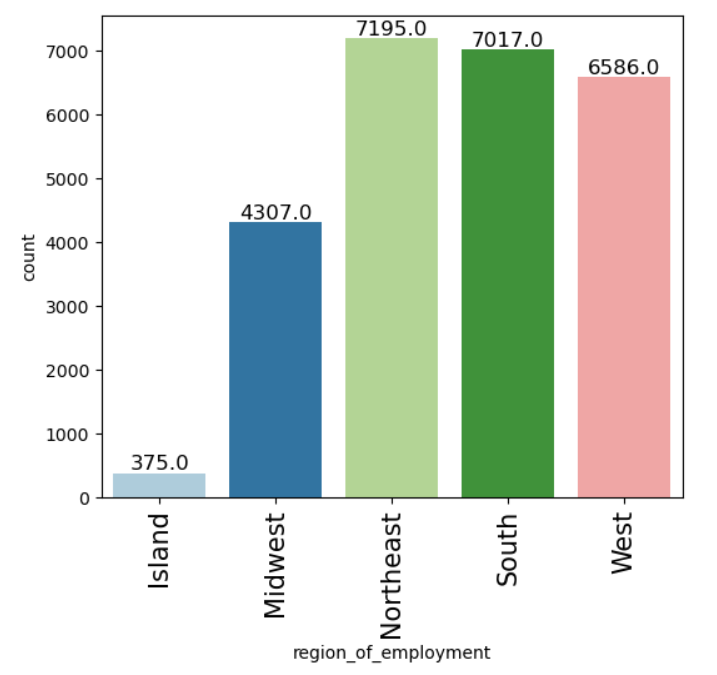 7195.0
7017.0
6586.0
4307.0
375.0
7000
6000
5000
4000
3000
2000
1000
0
count
Island
Midwest
Northeast
South
West
region_of_employment